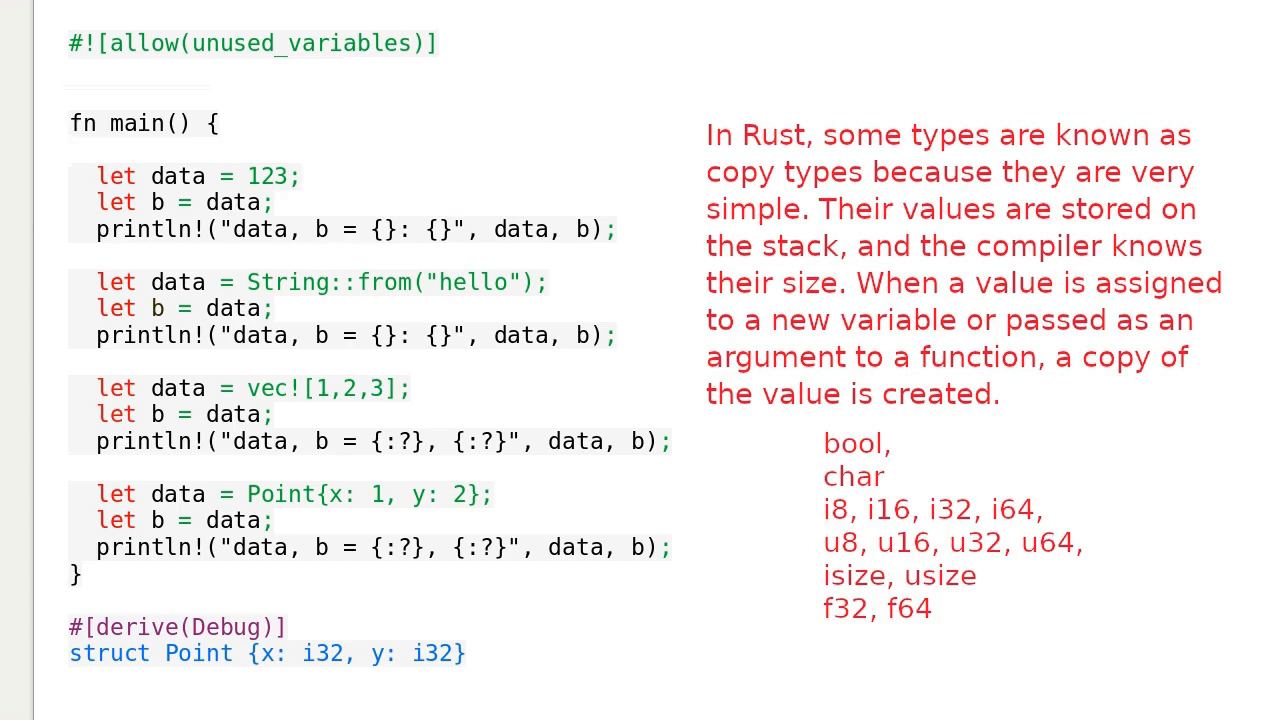 #![allow(unused_variables)]
fn main() {
let data = 123;
let b = data;
println!("data, b = {}: {}", data, b);
let data = String::from("hello");
let b = data;
println!("data, b = {}: {}", data, b);
let data = vec![1,2,3];
let b = data;
println!("data, b = {:?}, {:?}", data, b);
let data = Point{x: 1, y: 2};
let b = data;
println!("data, b = {:?}, {:?}", data, b);
}
#[derive(Debug)]
struct Point {x: i32, y: i32}
In Rust, some types are known as
copy types because they are very
simple. Their values are stored on
the stack, and the compiler knows
their size. When a value is assigned
to a new variable or passed as an
argument to a function, a copy of
the value is created.
bool,
char
i8, i16, i32, i64,
u8, u16, u32, u64,
isize, usize
f32, f64